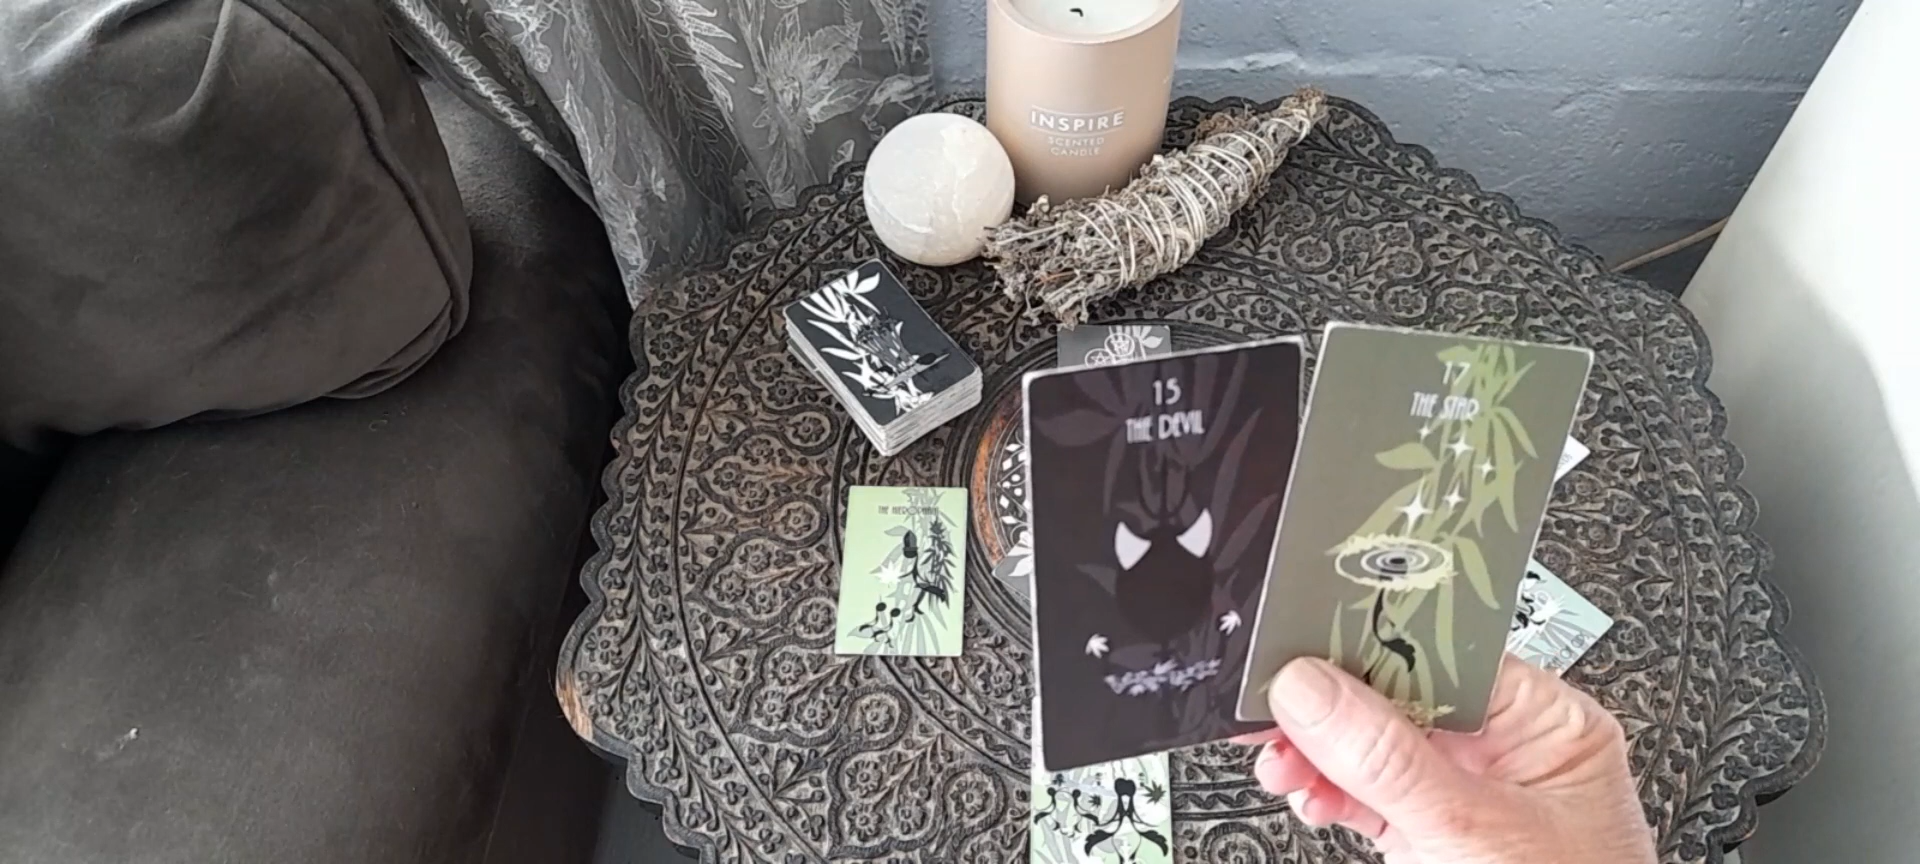 INSPIRE
SCENTED
CANDLE
15
THE DEVIL
17
THE STAR
THE HIEROPHANT